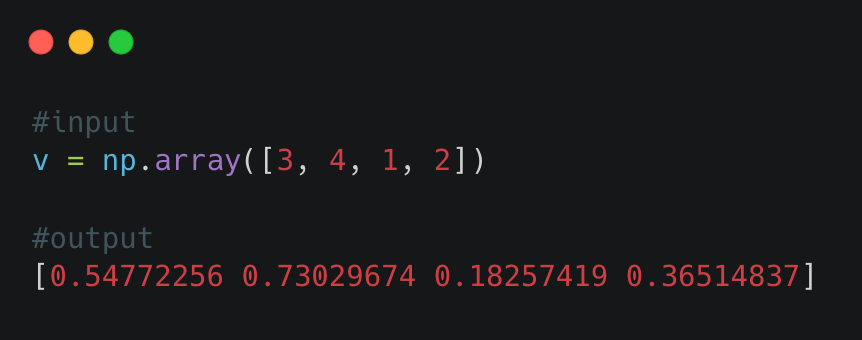 #input
v = np.array([3, 4, 1, 2])
#output
[0.54772256 0.73029674 0.18257419 0.36514837]